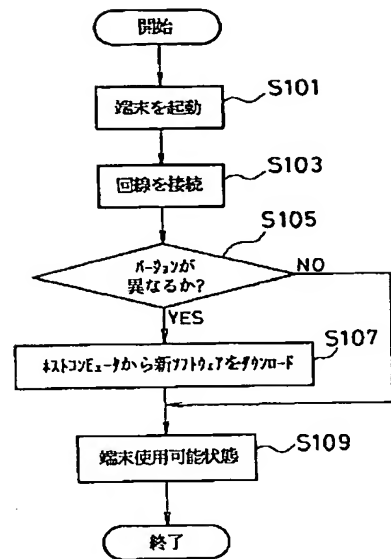 開始
端末を起動
S101
回線を接続
S103
バージョンが
異なるか?
S105
NO
YES
ネストコンピュータから新ソフトウェアをダウンロード
S107
端末使用可能状態
S109
終了